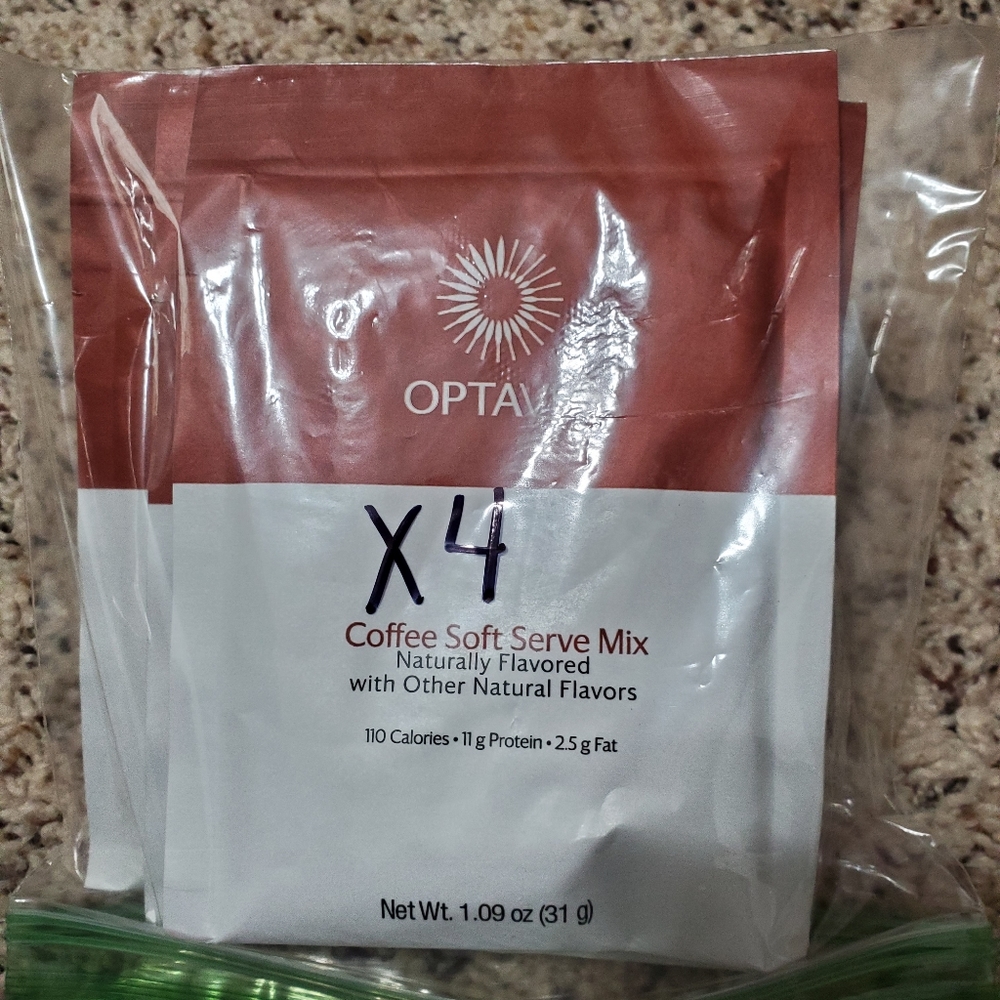 OPTAV
X4
Coffee Soft Serve Mix
Naturally Flavored
with Other Natural Flavors
110 Calories • 11 g Protein • 2.5 g Fat
Net Wt. 1.09 oz (31 g)